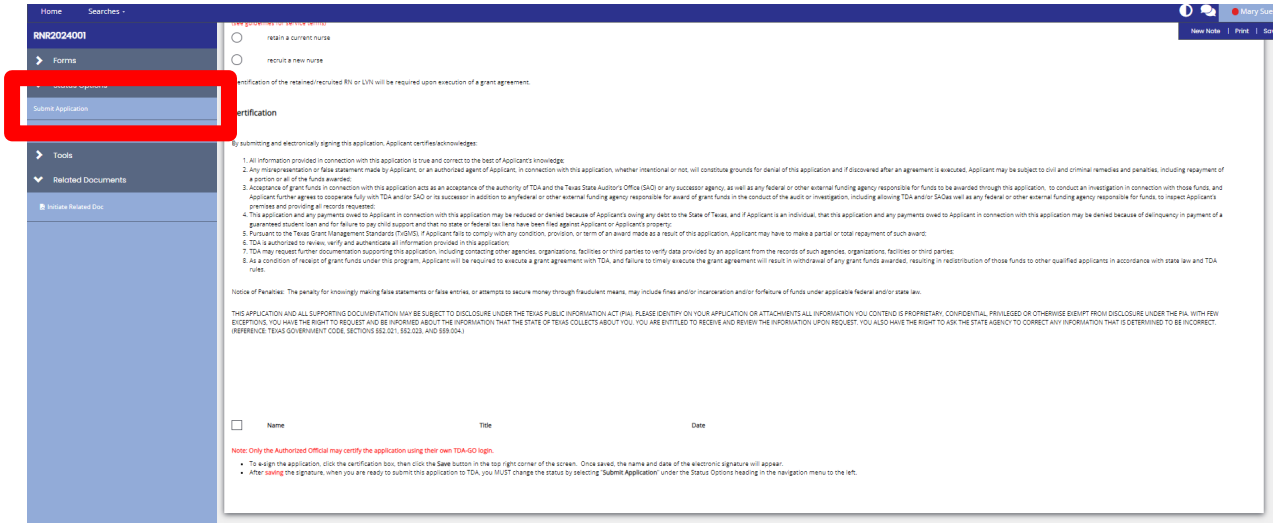 Home Searches -
Mary Sue
RNR2024001
New Note | Print | Sav
Forms
Status Options
Submit Application
Tools
Related Documents
Initiate Related Doc
(see guidelines for service terms)
retain a current nurse
recruit a new nurse
entification of the retained/recruited RN or LVN will be required upon execution of a grant agreement.
ertification
By submitting and electronically signing this application, Applicant certifies/acknowledges:
1. All information provided in connection with this application is true and correct to the best of Applicant's knowledge;
2. Any misrepresentation or false statement made by Applicant, or an authorized agent of Applicant, in connection with this application, whether intentional or not, will constitute grounds for denial of this application and if discovered after an agreement is executed, Applicant may be subject to civil and criminal remedies and penalties, including repayment of
a portion or all of the funds awarded;
3. Acceptance of grant funds in connection with this application acts as an acceptance of the authority of TDA and the Texas State Auditor's Office (SAO) or any successor agency, as well as any federal or other external funding agency responsible for funds to be awarded through this application, to conduct an investigation in connection with those funds, and
Applicant further agrees to cooperate fully with TDA and/or SAO or its successor in addition to anyfederal or other external funding agency responsible for award of grant funds in the conduct of the audit or investigation, including allowing TDA and/or SAOes well as any federal or other external funding agency responsible for funds, to inspect Applicant's
premises and providing all records requested;
4. This application and any payments owed to Applicant in connection with this application may be reduced or denied because of Applicant's owing any debt to the State of Texas, and if Applicant is an individual, that this application and any payments owed to Applicant in connection with this application may be denied because of delinquency in payment of a
guaranteed student loan and for failure to pay child support and that no state or federal tax liens have been filed against Applicant or Applicant's property;
5. Pursuant to the Texas Grant Management Standards (TxGMS), if Applicant fails to comply with any condition, provision, or term of an award made as a result of this application, Applicant may have to make a partial or total repayment of such award;
6. TDA is authorized to review, verify and authenticate all information provided in this application;
7. TDA may request further documentation supporting this application, including contacting other agencies, organizations, facilities or third parties to verify data provided by an applicant from the records of such agencies, organizations, facilities or third parties;
8. As a condition of receipt of grant funds under this program, Applicant will be required to execute a grant agreement with TDA, and failure to timely execute the grant agreement will result in withdrawal of any grant funds awarded, resulting in redistribution of those funds to other qualified applicants in accordance with state law and TDA
rules.
Notice of Penalties: The penalty for knowingly making false statements or false entries, or attempts to secure money through fraudulent means, may include fines and/or incarceration and/or forfeiture of funds under applicable federal and/or state law.
THIS APPLICATION AND ALL SUPPORTING DOCUMENTATION MAY BE SUBJECT TO DISCLOSURE UNDER THE TEXAS PUBLIC INFORMATION ACT (PIA). PLEASE IDENTIFY ON YOUR APPLICATION OR ATTACHMENTS ALL INFORMATION YOU CONTEND IS PROPRIETARY, CONFIDENTIAL, PRIVILEGED OR OTHERWISE EXEMPT FROM DISCLOSURE UNDER THE PIA. WITH FEW
EXCEPTIONS, YOU HAVE THE RIGHT TO REQUEST AND BE INFORMED ABOUT THE INFORMATION THAT THE STATE OF TEXAS COLLECTS ABOUT YOU. YOU ARE ENTITLED TO RECEIVE AND REVIEW THE INFORMATION UPON REQUEST. YOU ALSO HAVE THE RIGHT TO ASK THE STATE AGENCY TO CORRECT ANY INFORMATION THAT IS DETERMINED TO BE INCORRECT.
(REFERENCE: TEXAS GOVERNMENT CODE, SECTIONS 552.021, 552.023, AND 559.004.)
Name Title Date
Note: Only the Authorized Official may certify the application using their own TDA-GO login.
• To e-sign the application, click the certification box, then click the Save button in the top right corner of the screen. Once saved, the name and date of the electronic signature will appear.
• After saving the signature, when you are ready to submit this application to TDA, you MUST change the status by selecting "Submit Application" under the Status Options heading in the navigation menu to the left.